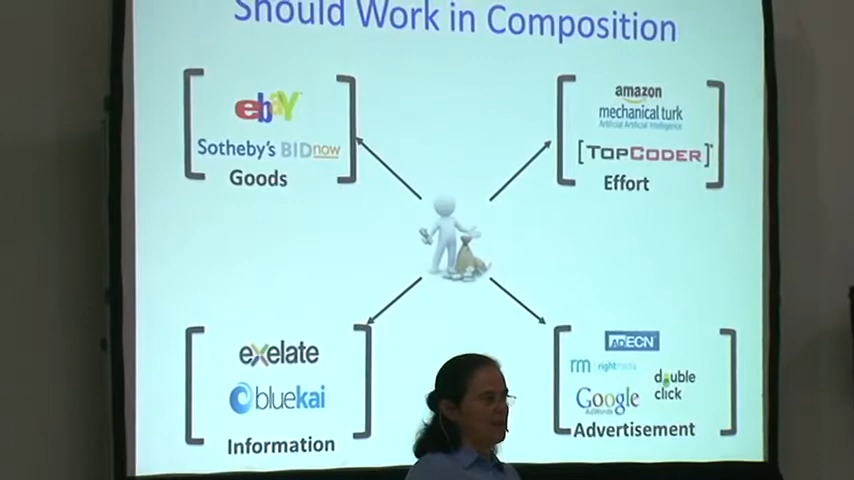 Should Work in Composition
ebay
Sotheby's BIDnow
Goods
amazon
mechanical turk
Artificial Artificial Intelligence
[TOPCODER]
Effort
exelate
bluekai
Information
ADECN
rm rightmedia
double
click
Google
AdWords
Advertisement